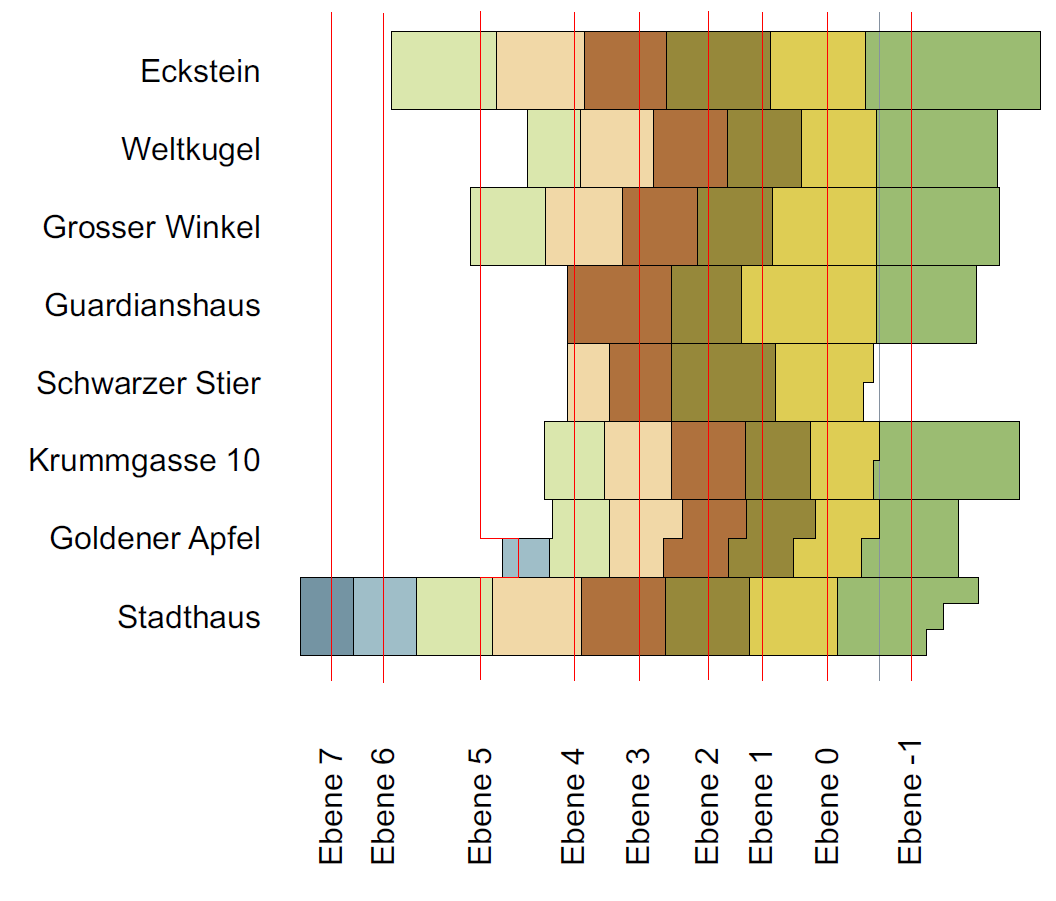 Eckstein
Weltkugel
Grosser Winkel
Guardianshaus
Schwarzer Stier
Krummgasse 10
Goldener Apfel
Stadthaus
Ebene 7
Ebene 6
Ebene 5
Ebene 4
Ebene 3
Ebene 2
Ebene 1
Ebene 0
Ebene -1